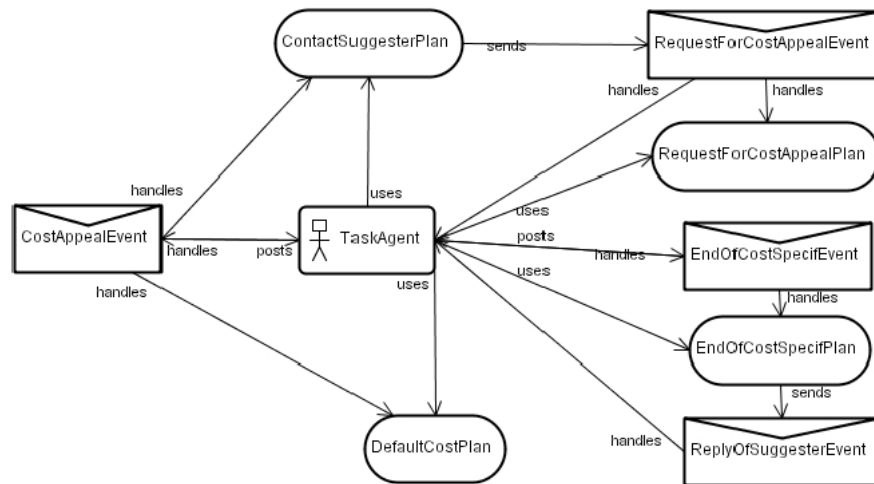 ContactSuggesterPlan
sends
RequestForCostAppealEvent
handles
handles
RequestForCostAppealPlan
handles
uses
uses
CostAppealEvent
handles
posts
TaskAgent
posts
handles
EndOfCostSpecifEvent
handles
uses
uses
handles
EndOfCostSpecifPlan
sends
DefaultCostPlan
handles
ReplyOfSuggesterEvent